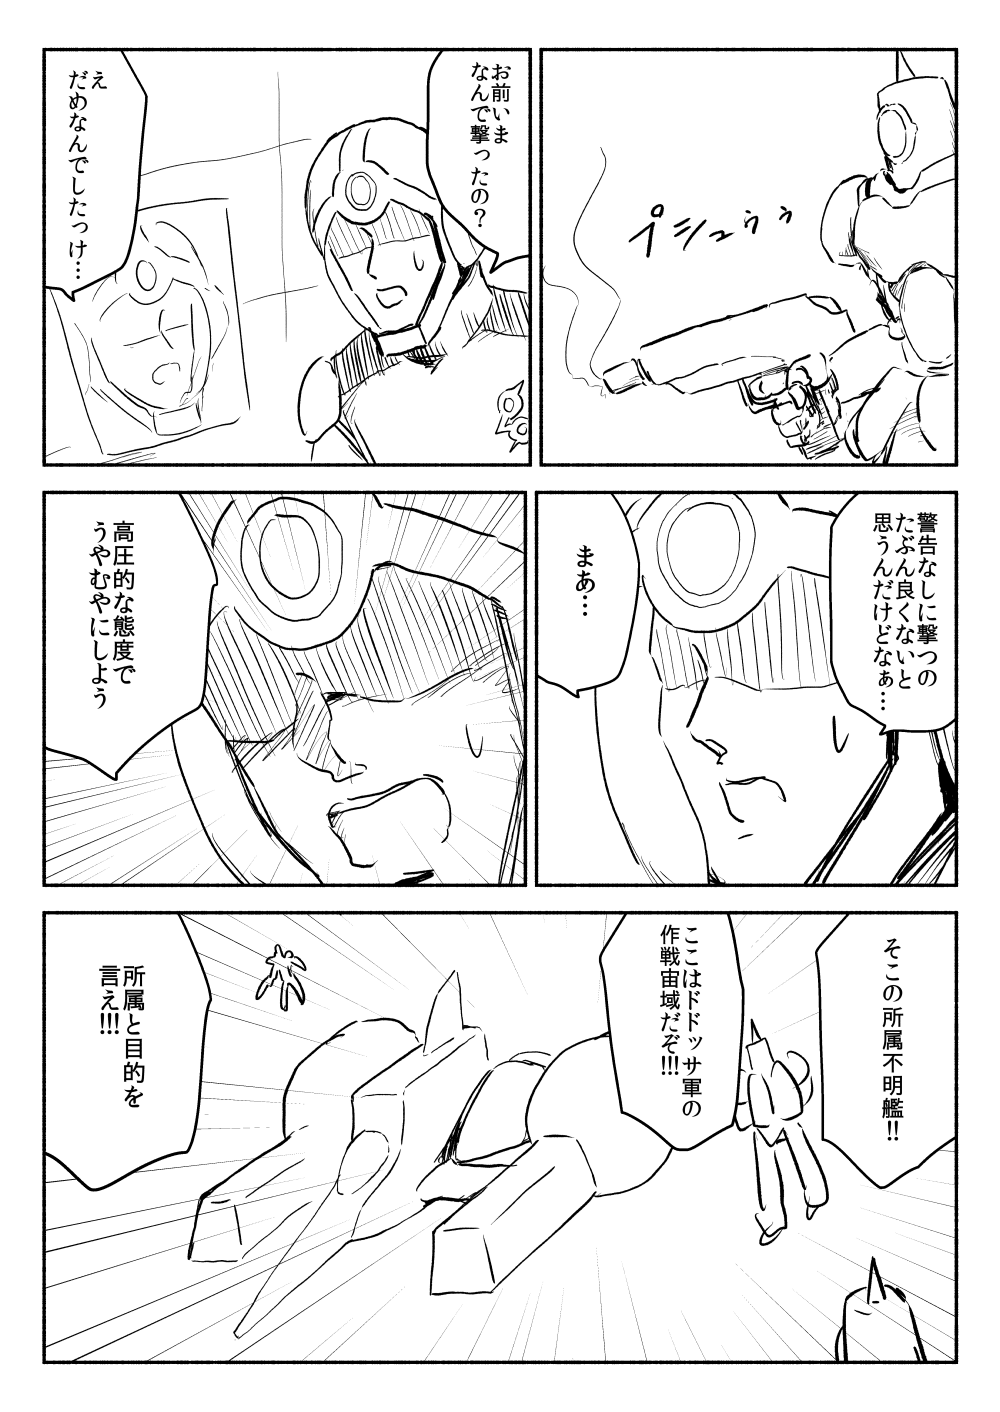 プシュゥゥ
お前いま
なんで撃ったの？
え
だめなんでしたっけ…
警告なしに撃つの
たぶん良くないと
思うんだけどなぁ…
まあ…
高圧的な態度で
うやむやにしよう
そこの所属不明艦!!
ここはドドッサ軍の
作戦宙域だぞ!!!
所属と目的を
言え!!!